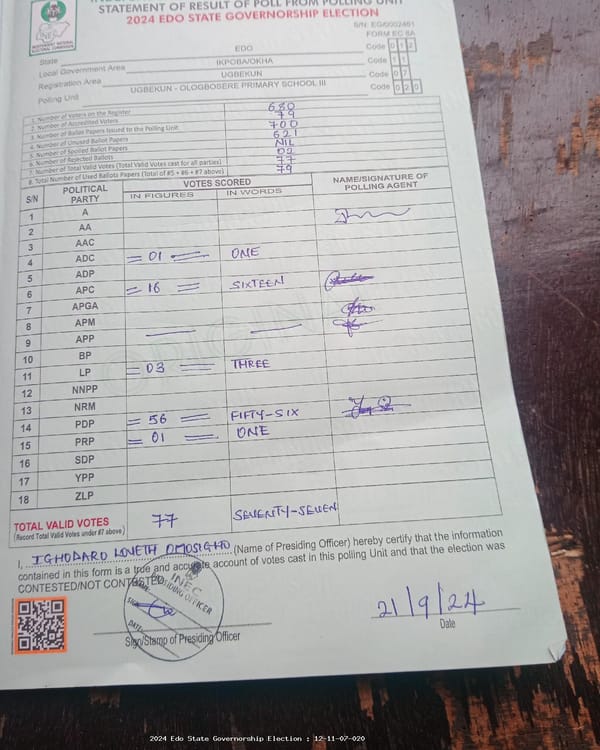 STATEMENT OF RESULT OF POLL FROM POLLING UNIT
2024 EDO STATE GOVERNORSHIP ELECTION
INEC
INDEPENDENT NATIONAL ELECTORAL COMMISSION
S/N: EG/0002481
FORM EC 8A
State EDO Code 0 1 2
Local Government Area IKPOBA/OKHA Code 1 1
Registration Area UGBEKUN Code 0 7
Polling Unit UGBEKUN - OLOGBOSERE PRIMARY SCHOOL III Code 0 2 0
1. Number of Voters on the Register 680
2. Number of Accredited Voters 79
3. Number of Ballot Papers Issued to the Polling Unit 700
4. Number of Unused Ballot Papers 621
5. Number of Spoiled Ballot Papers NIL
6. Number of Rejected Ballots 02
7. Number of Total Valid Votes (Total Valid Votes cast for all parties) 77
8. Total Number of Used Ballots Papers (Total of #5 + #6 + #7 above) 79
S/N POLITICAL PARTY VOTES SCORED NAME/SIGNATURE OF POLLING AGENT
IN FIGURES IN WORDS
1 A
2 AA
3 AAC
4 ADC = 01 = ONE
5 ADP
6 APC = 16 = SIXTEEN
7 APGA
8 APM
9 APP
10 BP
11 LP = 03 = THREE
12 NNPP
13 NRM
14 PDP = 56 = FIFTY-SIX
15 PRP = 01 = ONE
16 SDP
17 YPP
18 ZLP
TOTAL VALID VOTES 77 SEVENTY-SEVEN
(Record Total Valid Votes under #7 above)
I, IGHODARO LOVETH OMOSIGHO (Name of Presiding Officer) hereby certify that the information
contained in this form is a true and accurate account of votes cast in this polling Unit and that the election was
CONTESTED/NOT CONTESTED
INEC
PRESIDING OFFICER
SIGN
DATE
21/9/24
Sign/Stamp of Presiding Officer Date
2024 Edo State Governorship Election : 12-11-07-020